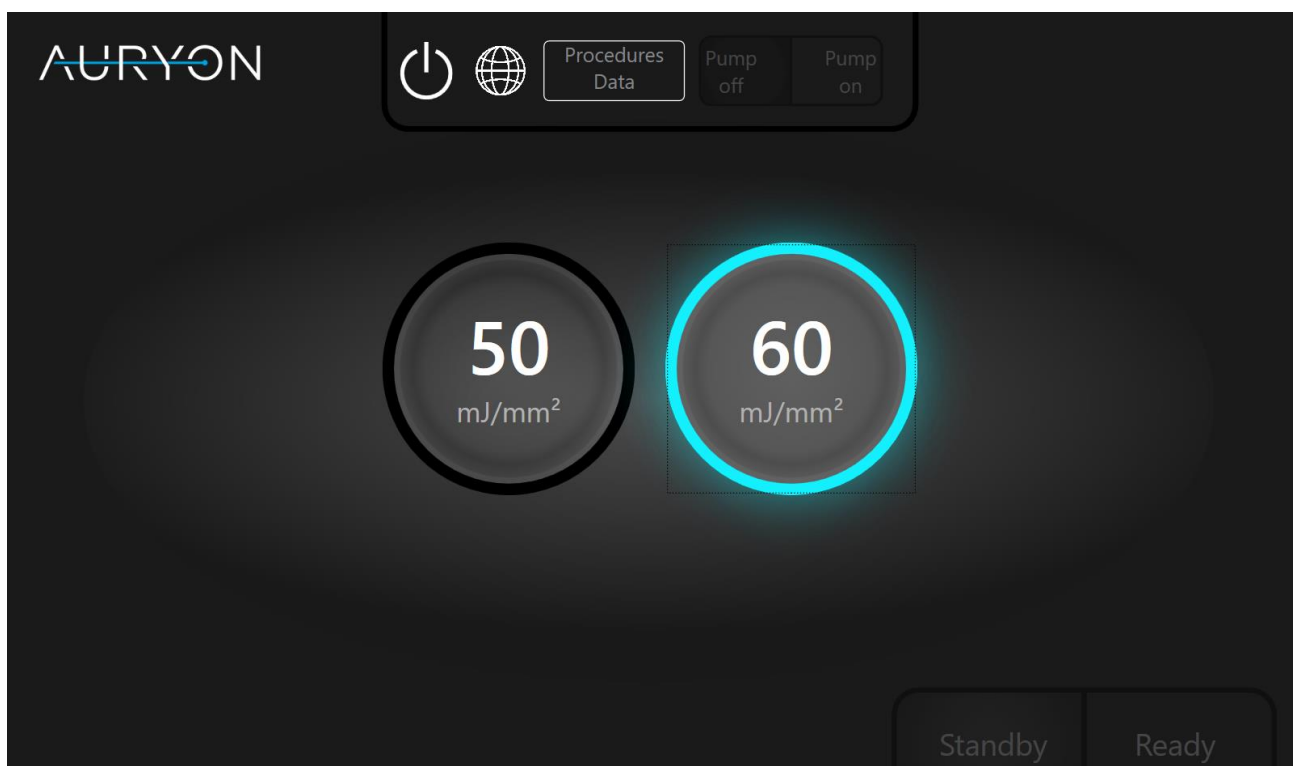 AURYON
Procedures
Data
Pump
off
Pump
on
50
mJ/mm²
60
mJ/mm²
Standby
Ready